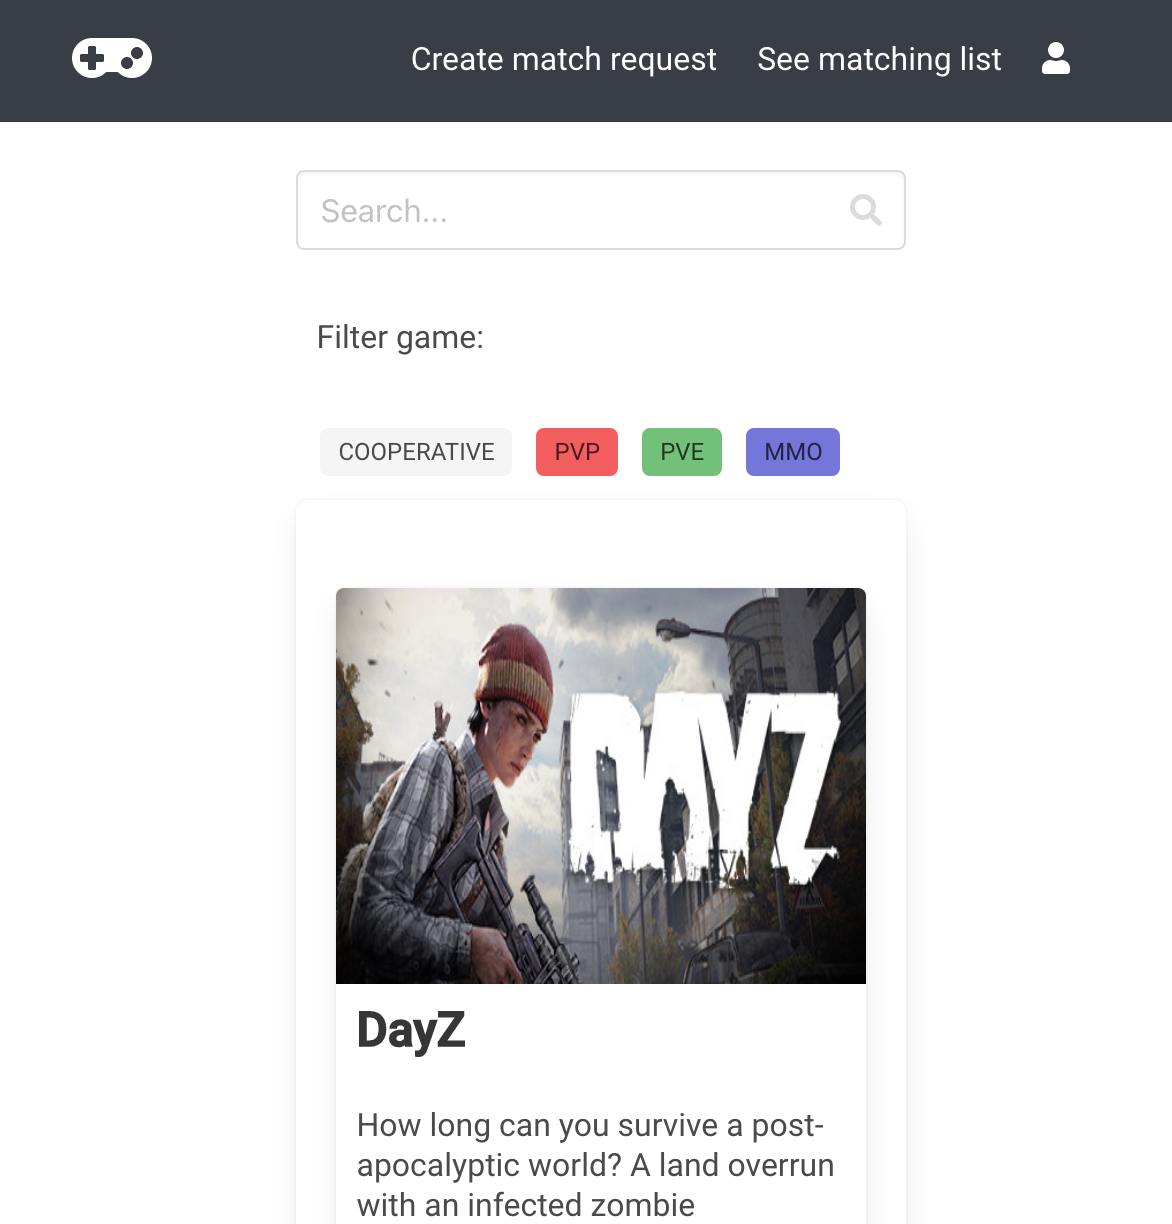 Create match request See matching list
Search...
Filter game:
COOPERATIVE PVP PVE MMO
DAYZ
DayZ
How long can you survive a post-
apocalyptic world? A land overrun
with an infected zombie